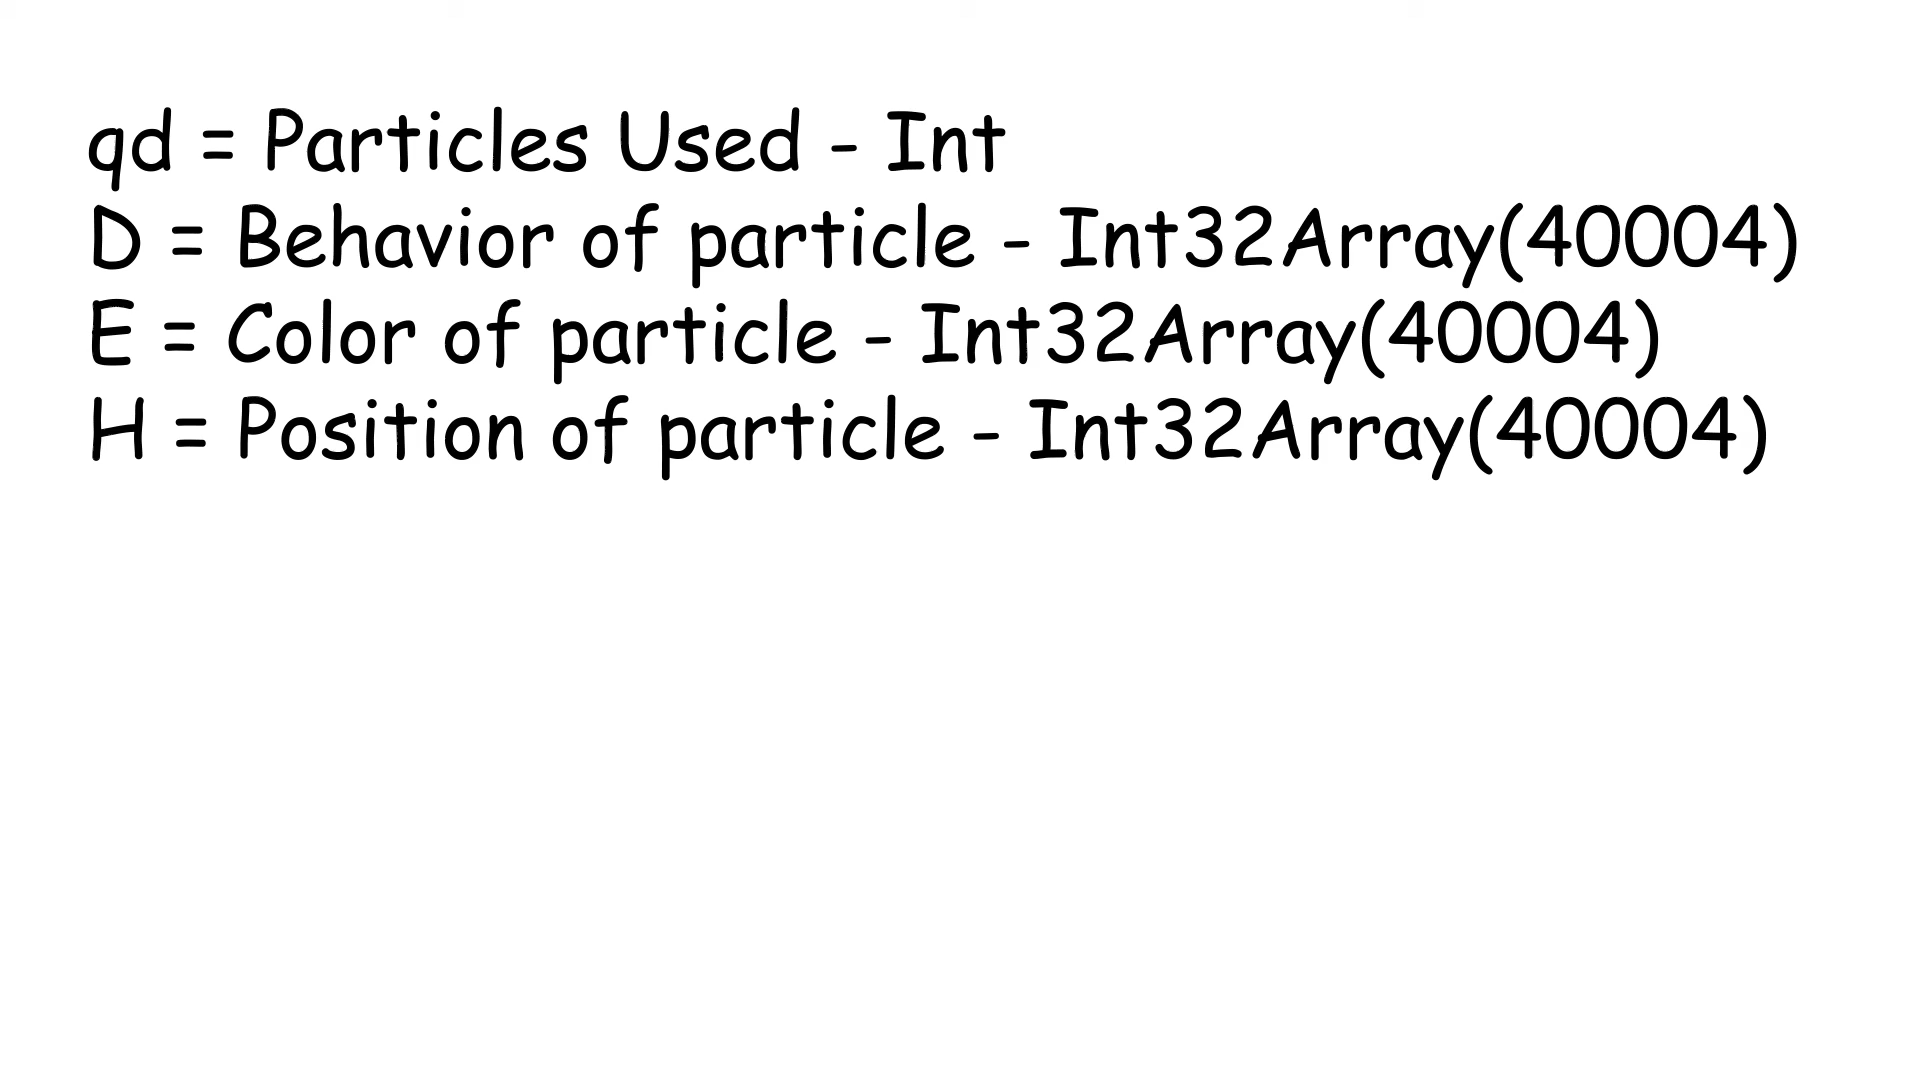 qd = Particles Used - Int
D = Behavior of particle - Int32Array(40004)
E = Color of particle - Int32Array(40004)
H = Position of particle - Int32Array(40004)